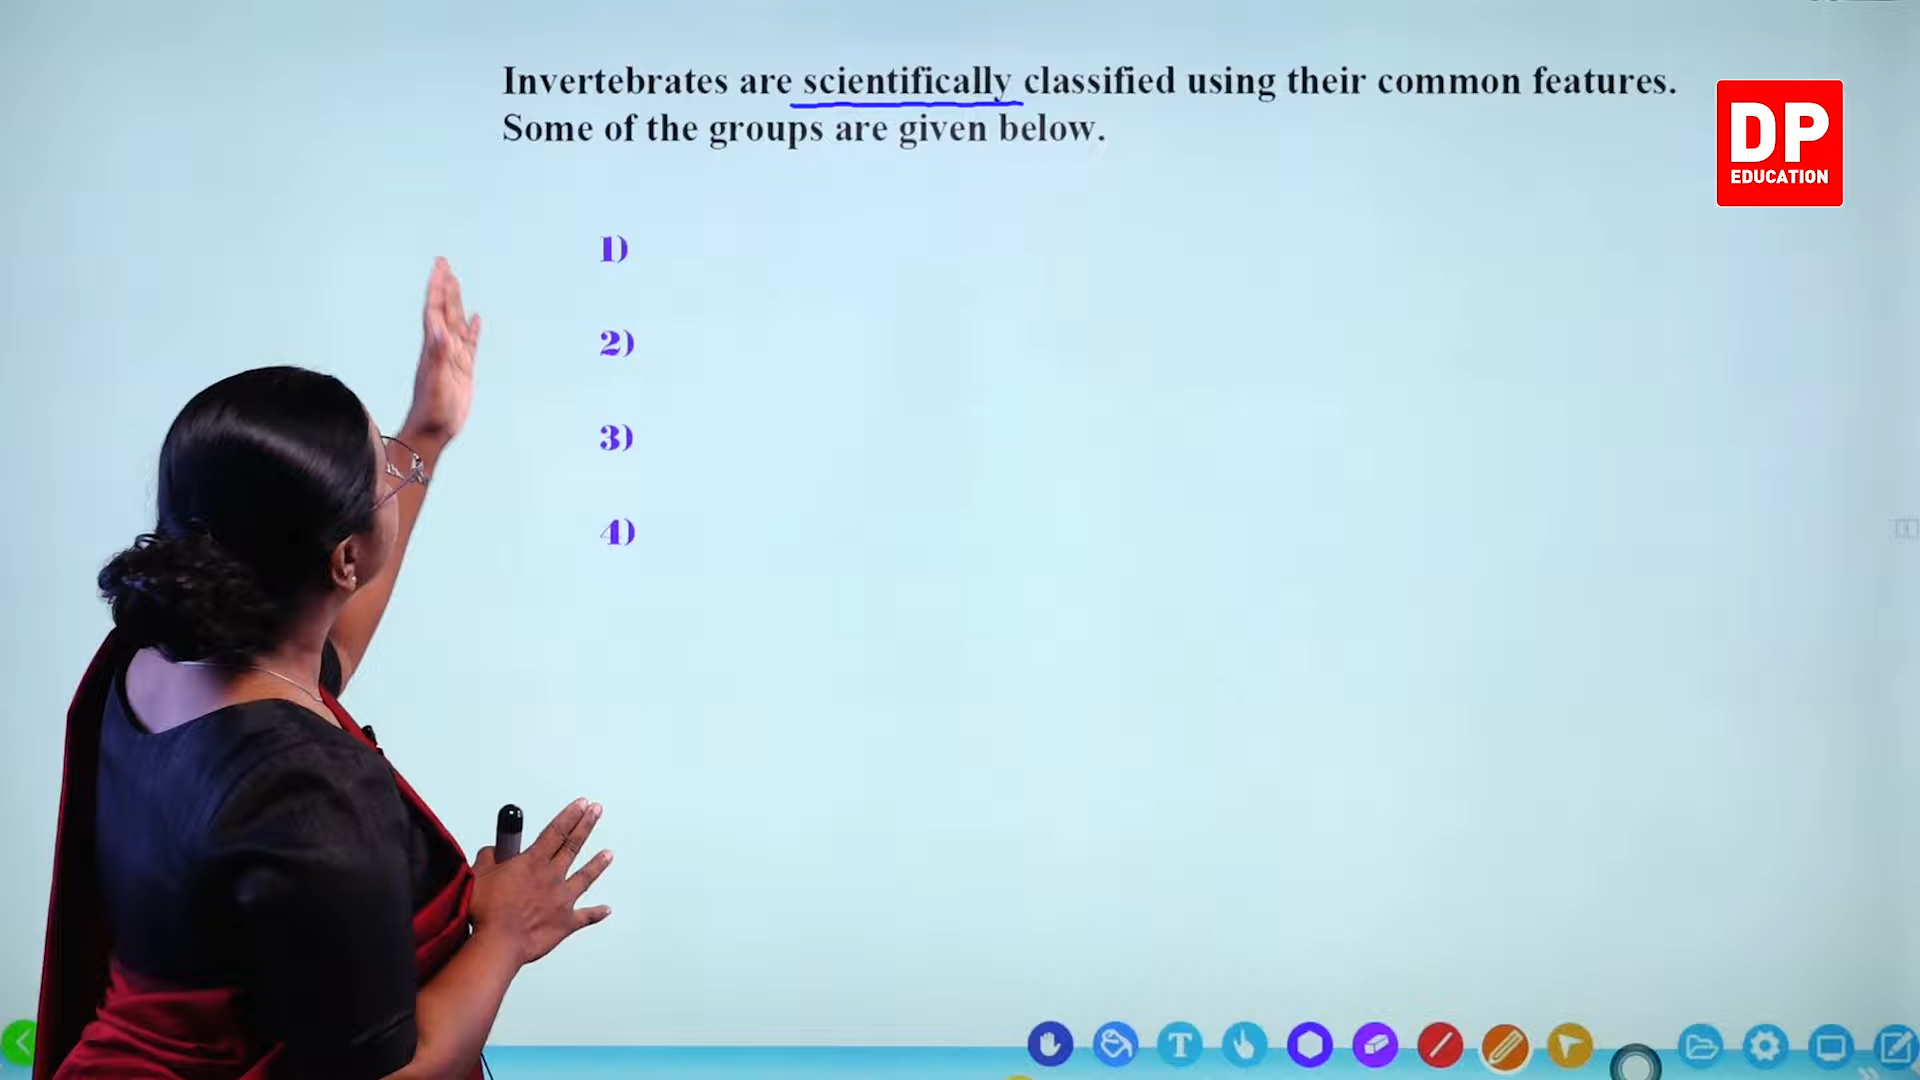 Invertebrates are scientifically classified using their common features.
Some of the groups are given below.
DP
EDUCATION
1)
2)
3)
4)
T